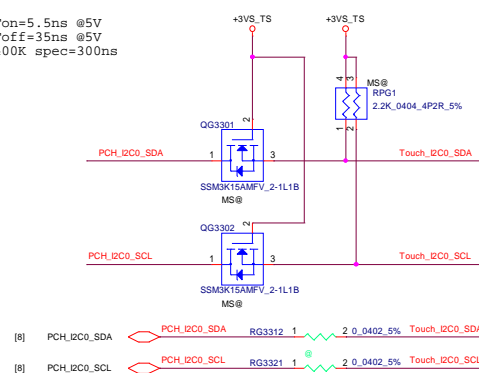 on=5.5ns @5V
off=35ns @5V
00K spec=300ns
+3VS_TS
+3VS_TS
4
3
MS@
RPG1
2.2K_0404_4P2R_5%
1
2
QG3301
2
PCH_I2C0_SDA
1
3
Touch_I2C0_SDA
SSM3K15AMFV_2-1L1B
MS@
QG3302
2
PCH_I2C0_SCL
1
3
Touch_I2C0_SCL
SSM3K15AMFV_2-1L1B
MS@
[8] PCH_I2C0_SDA PCH_I2C0_SDA RG3312 1 2 0_0402_5% Touch_I2C0_SDA
@
[8] PCH_I2C0_SCL PCH_I2C0_SCL RG3321 1 2 0_0402_5% Touch_I2C0_SCL